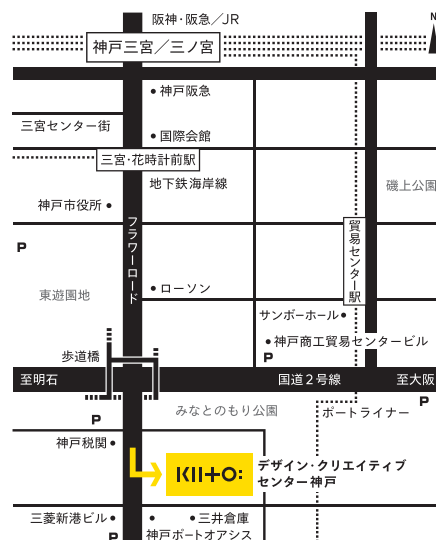 阪神・阪急／JR
N
神戸三宮／三ノ宮
神戸阪急
三宮センター街
国際会館
三宮・花時計前駅
地下鉄海岸線
磯上公園
神戸市役所
フラワーロード
貿易センター駅
P
東遊園地
ローソン
サンボーホール
神戸商工貿易センタービル
P
歩道橋
至明石
国道2号線
至大阪
P
みなとのもり公園
ポートライナー
P
神戸税関
KIITO:
デザイン・クリエイティブ
センター神戸
三菱新港ビル
三井倉庫
神戸ポートオアシス
P